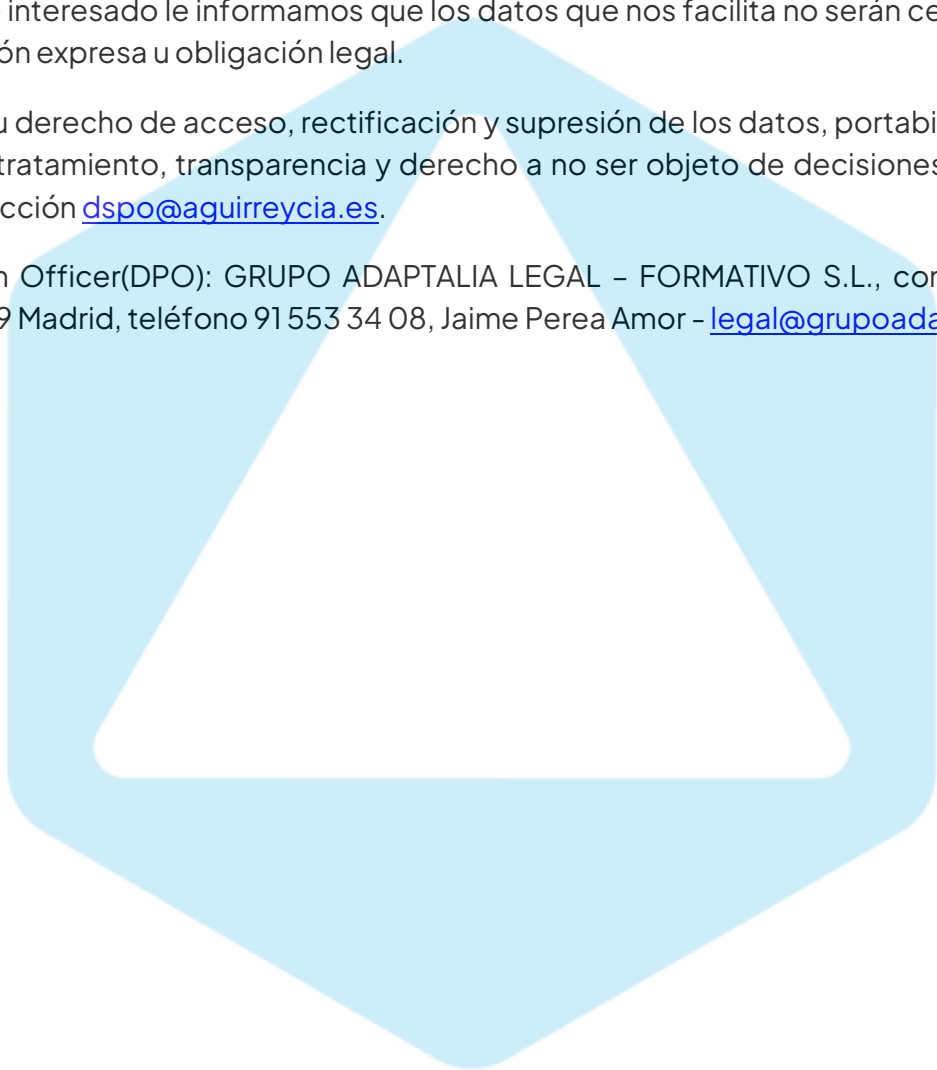 interesado le informamos que los datos que nos facilita no serán ce
ón expresa u obligación legal.
u derecho de acceso, rectificación y supresión de los datos, portabi
tratamiento, transparencia y derecho a no ser objeto de decisiones
cción dspo@aguirreycia.es.
n Officer(DPO): GRUPO ADAPTALIA LEGAL – FORMATIVO S.L., con
9 Madrid, teléfono 91 553 34 08, Jaime Perea Amor - legal@grupoada